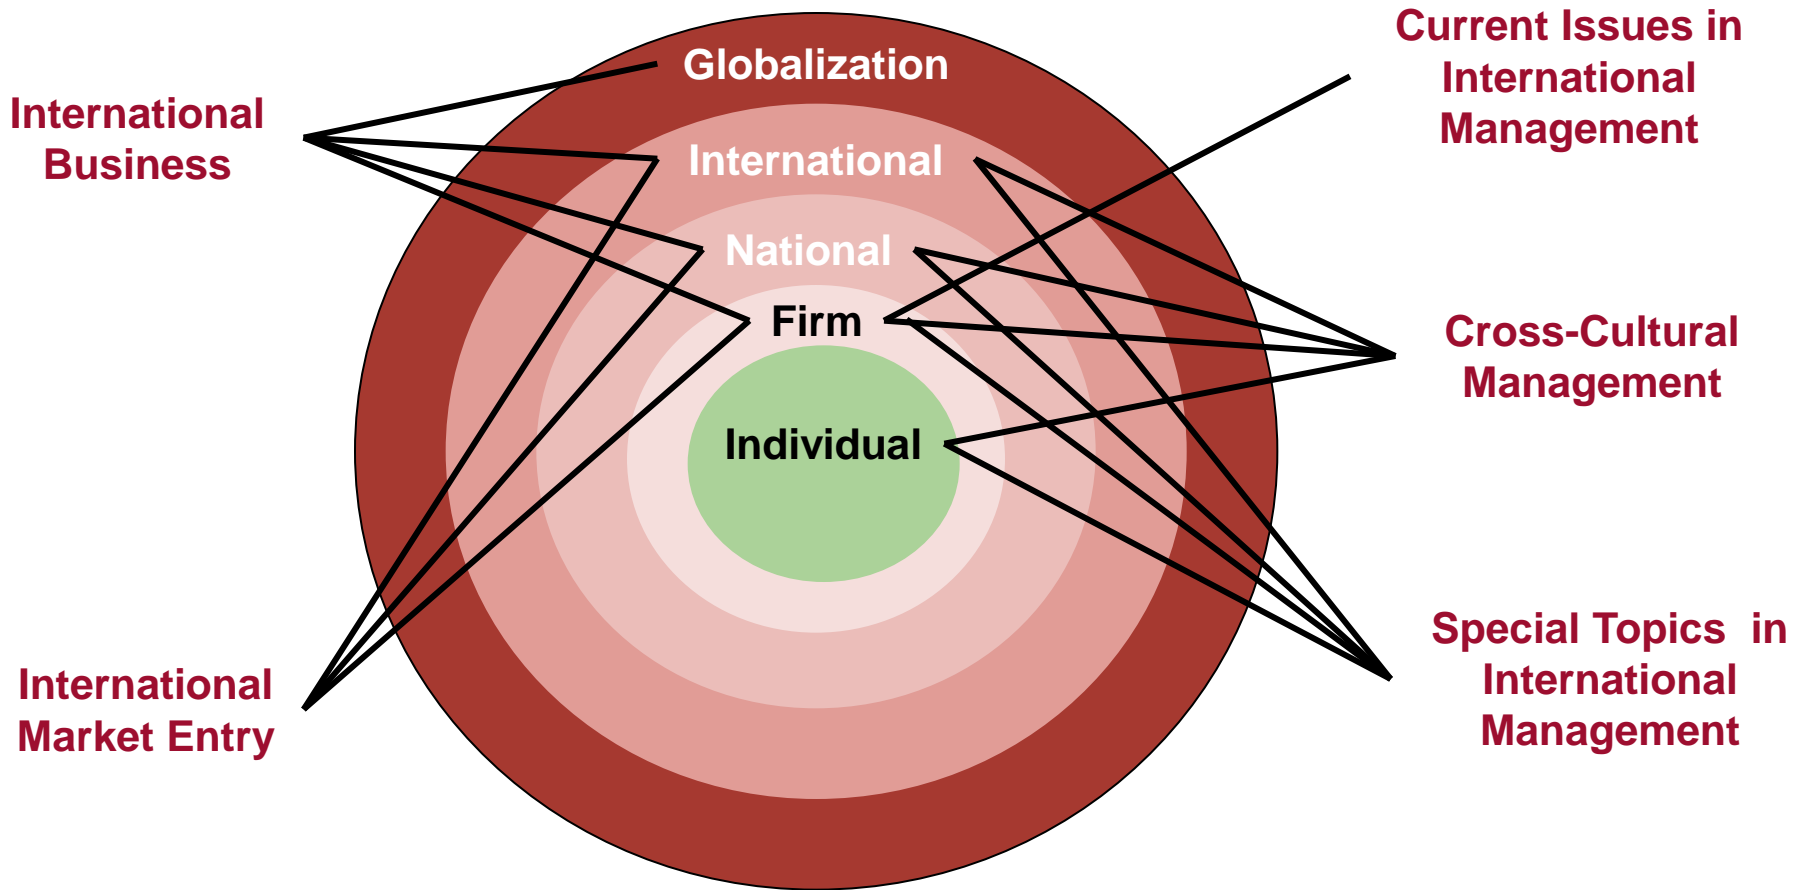 International
Business
International
Market Entry
Globalization
International
National
Firm
Individual
Current Issues in
International
Management
Cross-Cultural
Management
Special Topics  in
International
Management